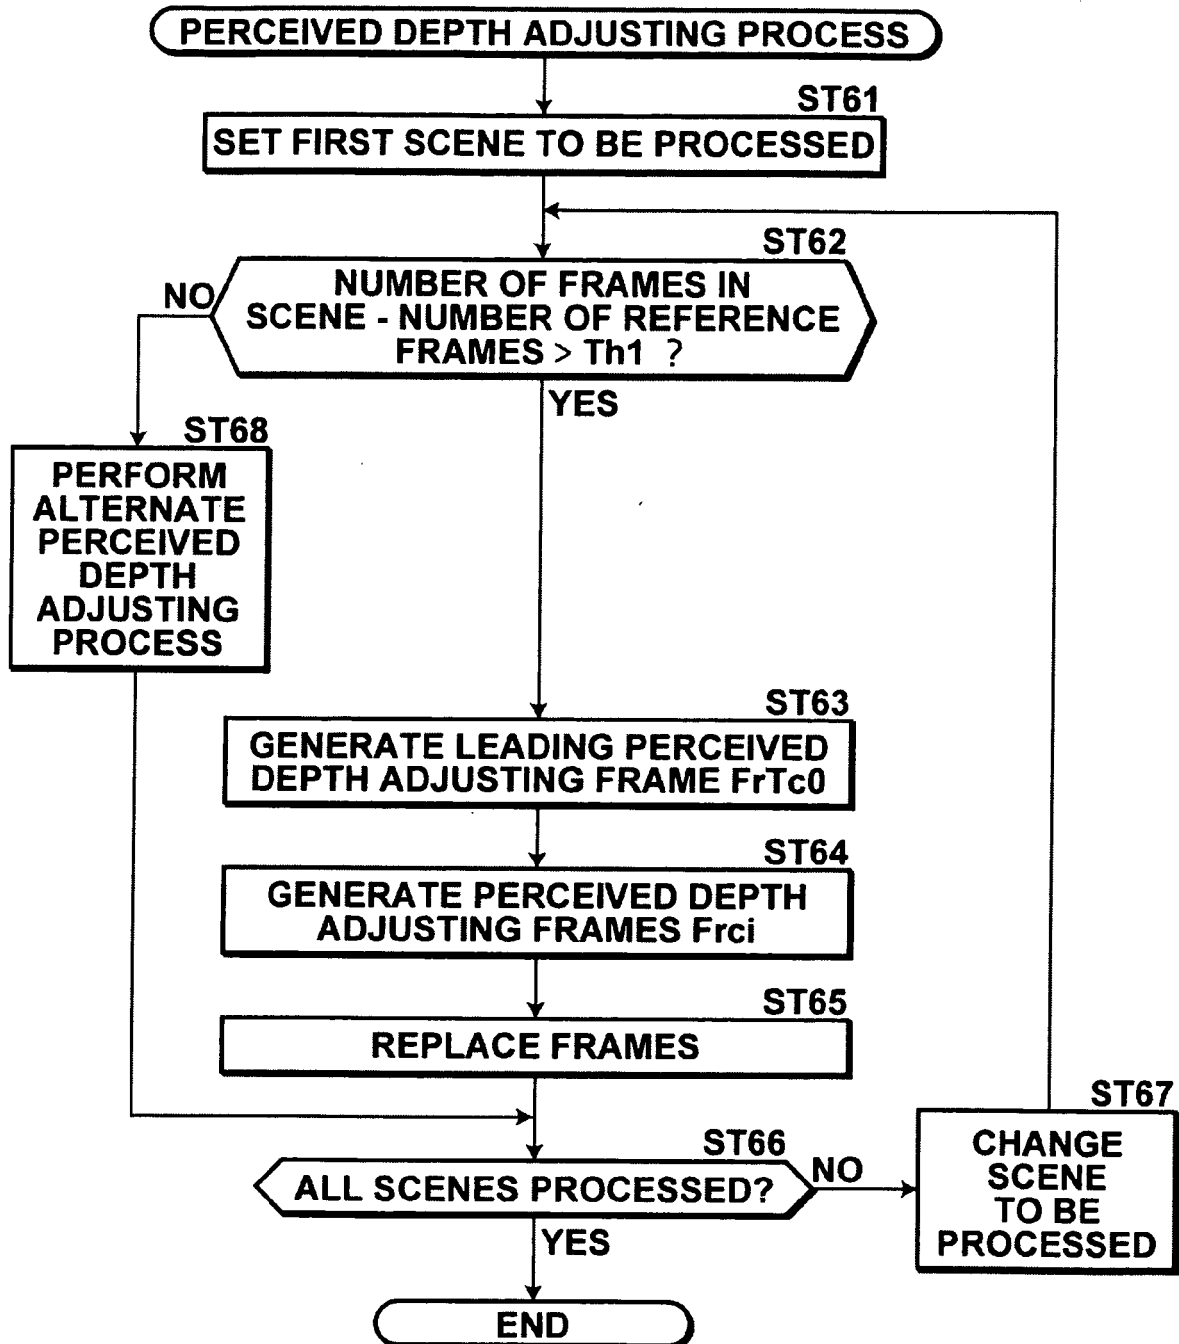 PERCEIVED DEPTH ADJUSTING PROCESS
ST61
SET FIRST SCENE TO BE PROCESSED
ST62
NUMBER OF FRAMES IN
SCENE - NUMBER OF REFERENCE
FRAMES > Th1 ?
NO
YES
ST68
PERFORM
ALTERNATE
PERCEIVED
DEPTH
ADJUSTING
PROCESS
ST63
GENERATE LEADING PERCEIVED
DEPTH ADJUSTING FRAME FrTc0
ST64
GENERATE PERCEIVED DEPTH
ADJUSTING FRAMES Frci
ST65
REPLACE FRAMES
ST66
ALL SCENES PROCESSED?
NO
YES
ST67
CHANGE
SCENE
TO BE
PROCESSED
END